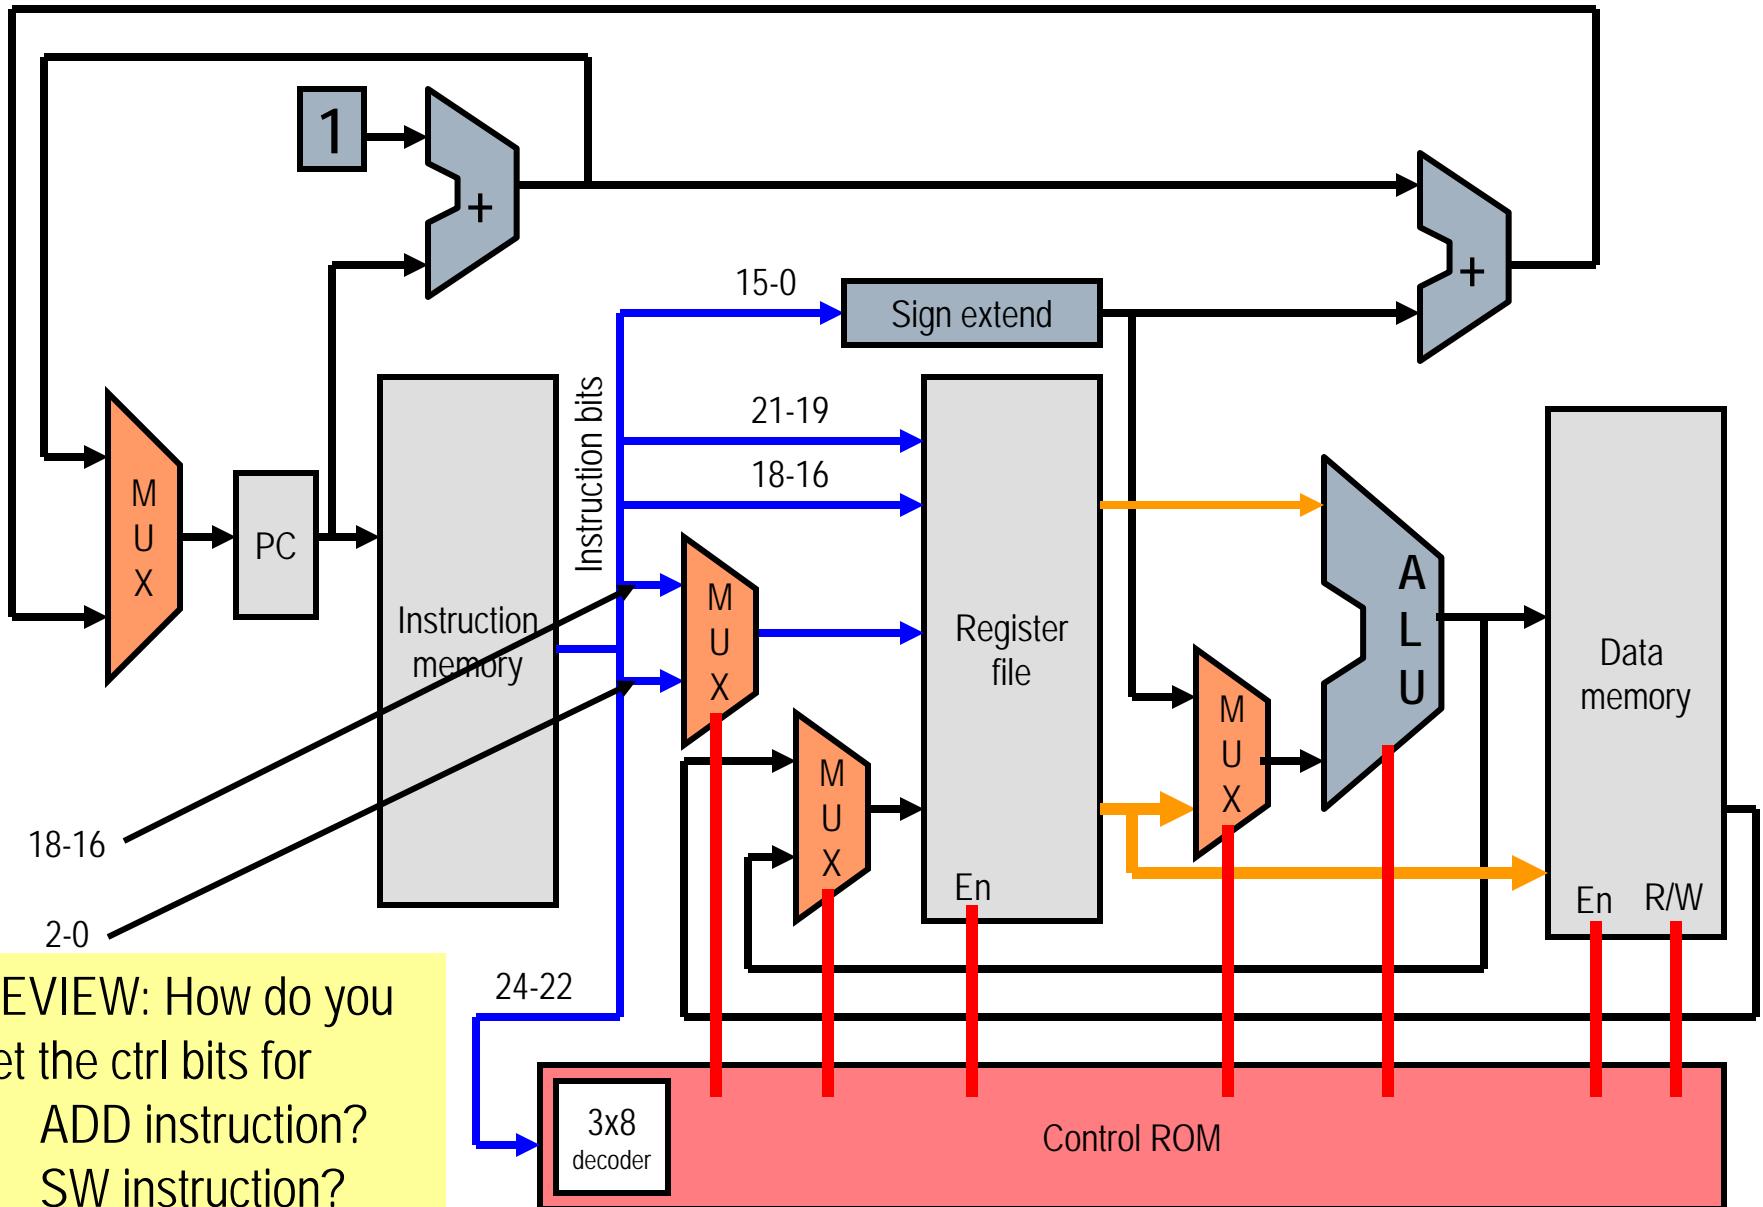 1
+
+
15-0
Sign extend
Instruction bits
21-19
18-16
M
U
X
PC
Instruction
memory
M
U
X
Register
file
A
L
U
Data
memory
M
U
X
M
U
X
18-16
2-0
En
En
R/W
24-22
EVIEW: How do you
et the ctrl bits for
ADD instruction?
SW instruction?
3x8
decoder
Control ROM